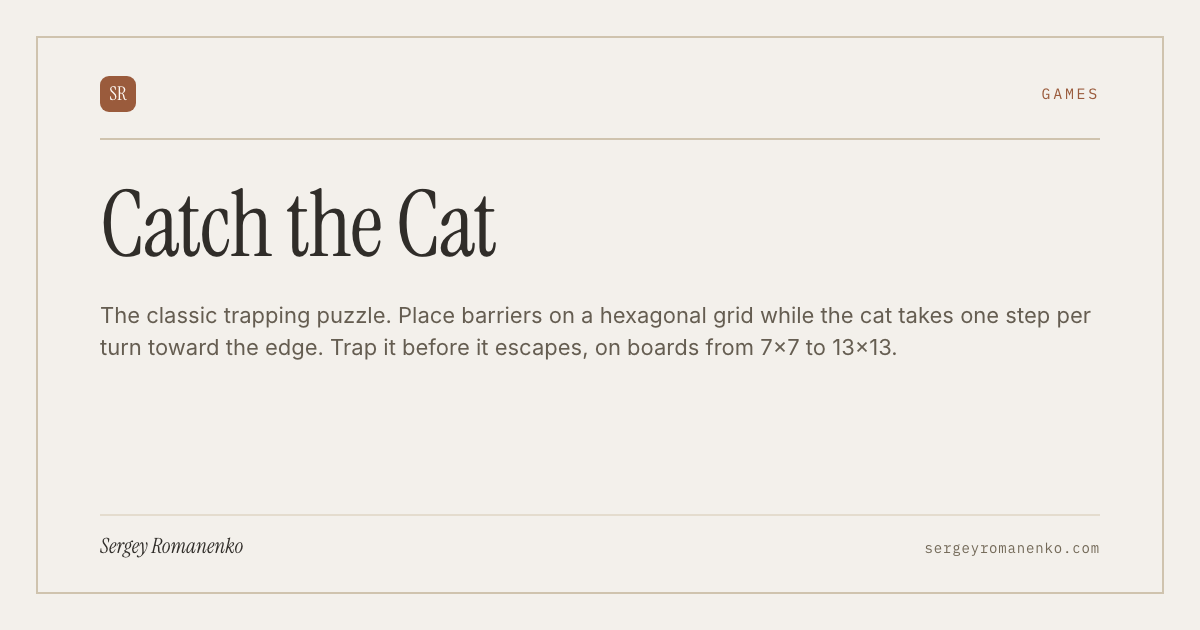 SR
GAMES
Catch the Cat
The classic trapping puzzle. Place barriers on a hexagonal grid while the cat takes one step per
turn toward the edge. Trap it before it escapes, on boards from 7×7 to 13×13.
Sergey Romanenko
sergeyromanenko.com